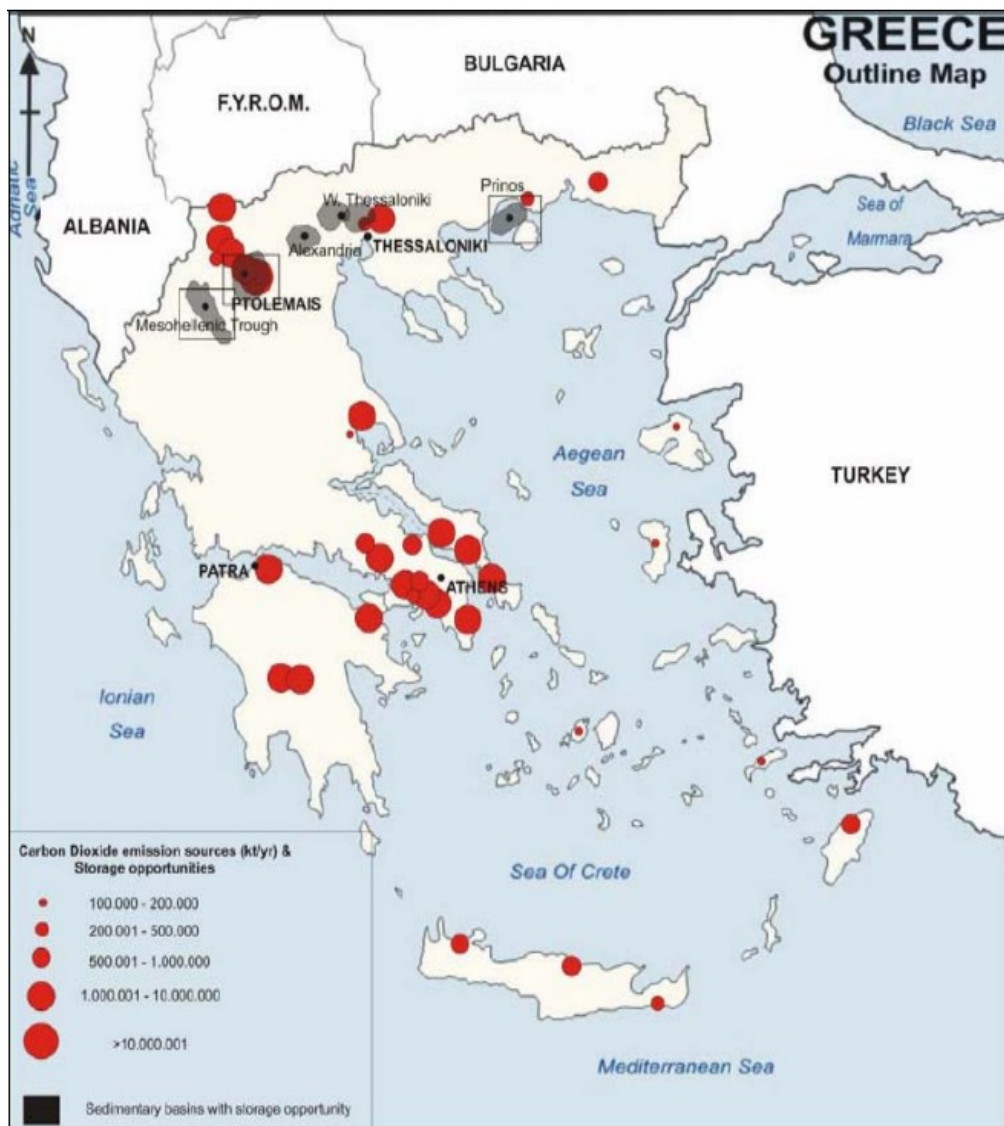 GREECE
Outline Map
N
BULGARIA
F.Y.R.O.M.
Black Sea
Adriatic
Sea
ALBANIA
Prinos
W. Thessaloniki
Sea of
Marmara
Alexandria
THESSALONIKI
PTOLEMAIS
Mesohellenic Trough
Aegean
Sea
TURKEY
PATRA
ATHENS
Ionian
Sea
Carbon Dioxide emission sources (kt/yr) &
Storage opportunities
100.000 - 200.000
200.001 - 500.000
500.001 - 1.000.000
1.000.001 - 10.000.000
>10.000.001
Sedimentary basins with storage opportunity
Sea Of Crete
Mediterranean Sea